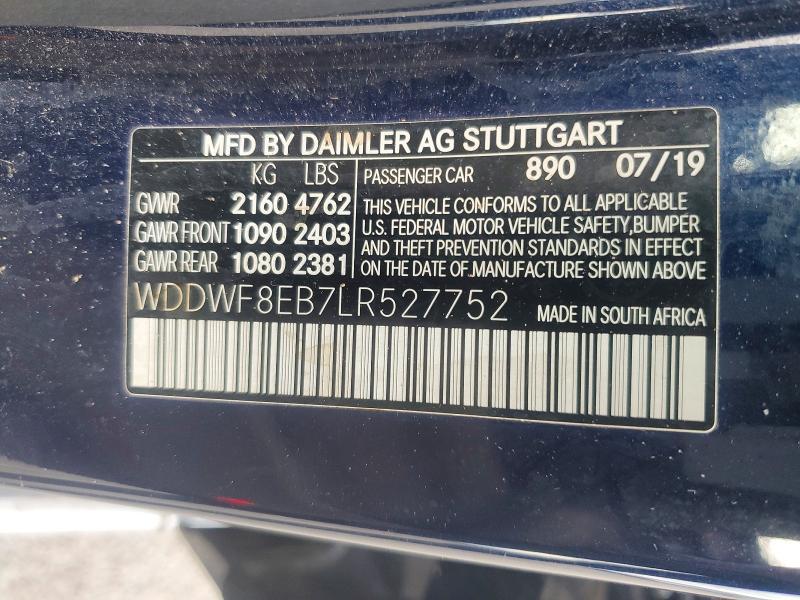 MFD BY DAIMLER AG STUTTGART
KG LBS
GVWR 2160 4762
GAWR FRONT 1090 2403
GAWR REAR 1080 2381
PASSENGER CAR 890 07/19
THIS VEHICLE CONFORMS TO ALL APPLICABLE
U.S. FEDERAL MOTOR VEHICLE SAFETY,BUMPER
AND THEFT PREVENTION STANDARDS IN EFFECT
ON THE DATE OF MANUFACTURE SHOWN ABOVE
WDDWF8EB7LR527752
MADE IN SOUTH AFRICA